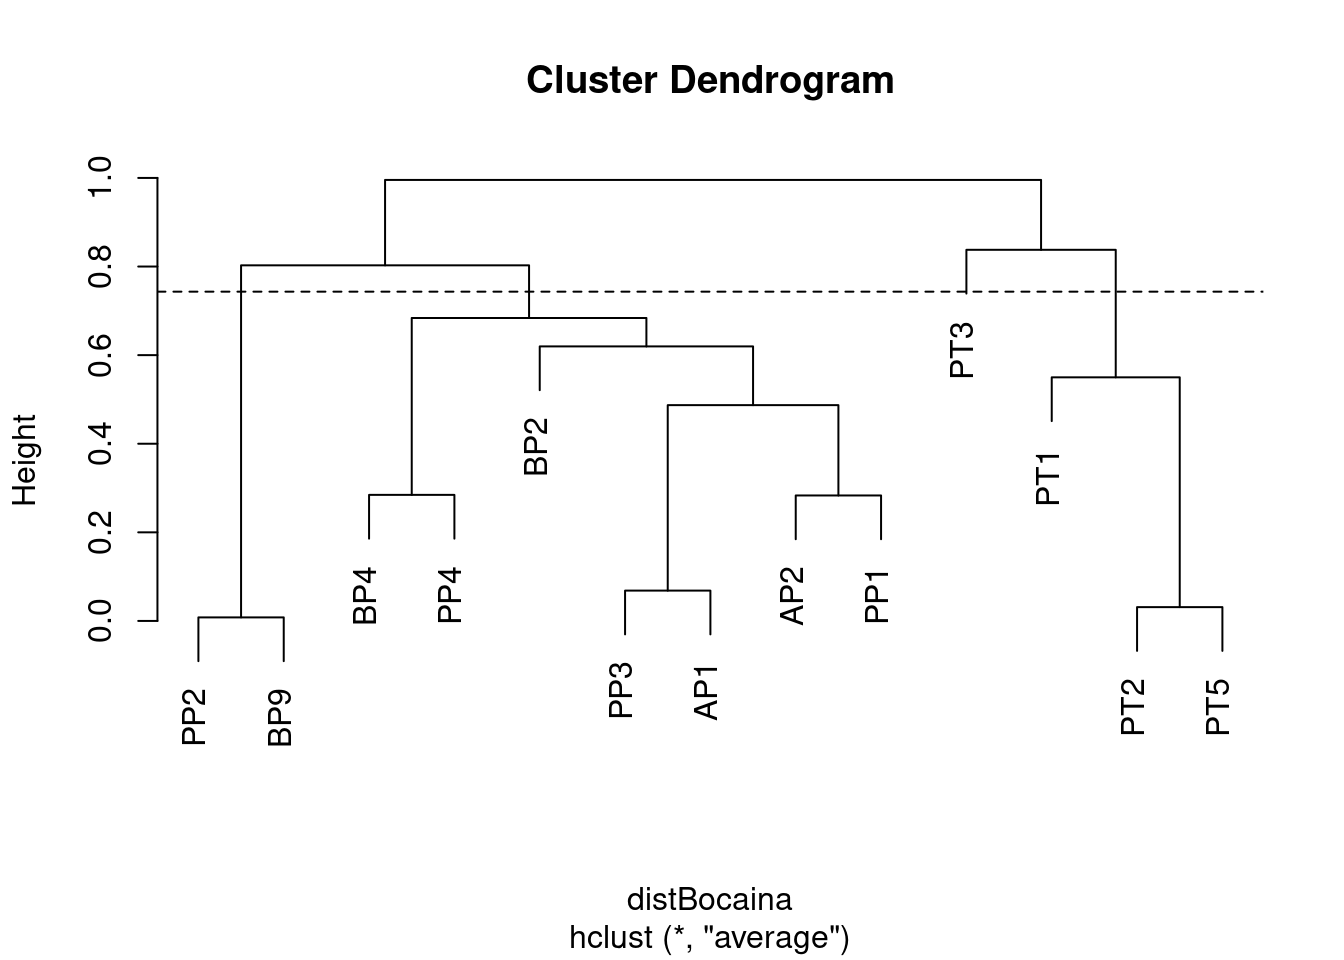 Cluster Dendrogram
Height
1.0
0.8
0.6
0.4
0.2
0.0
PP2
BP9
BP4
PP4
BP2
PP3
AP1
AP2
PP1
PT3
PT1
PT2
PT5
distBocaina
hclust (*, "average")